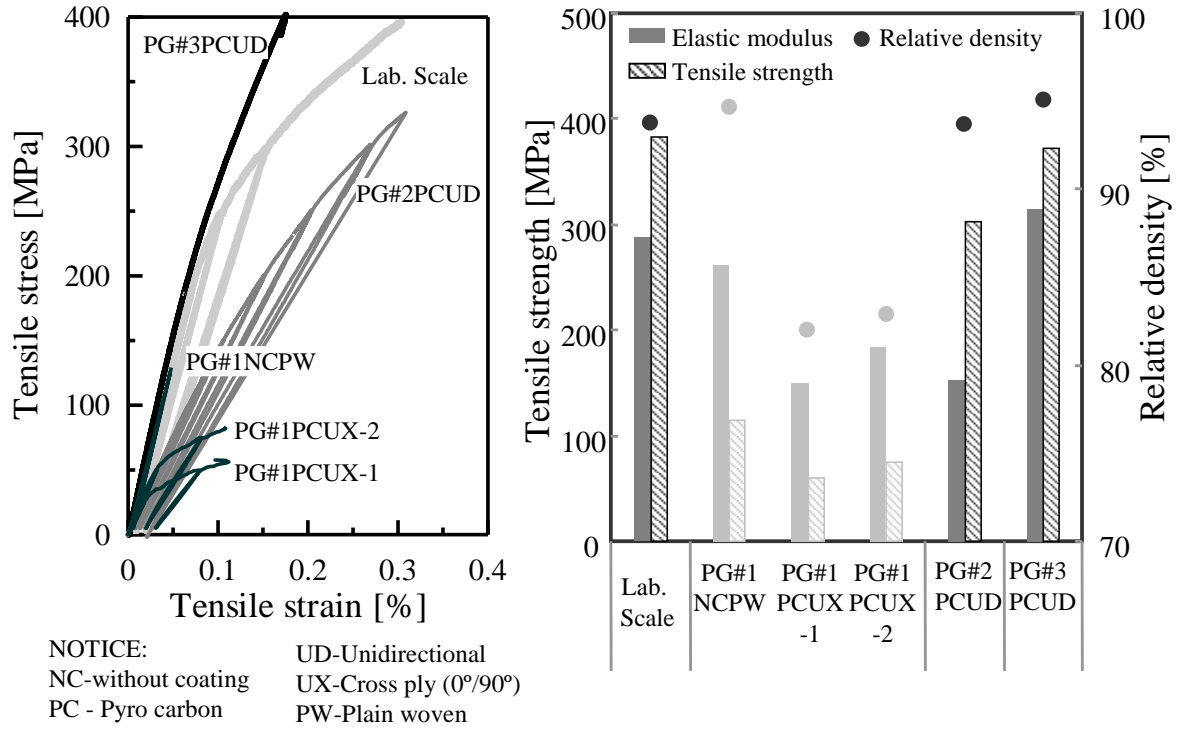 400
300
200
100
0
Tensile stress [MPa]
PG#3PCUD
Lab. Scale
PG#2PCUD
PG#1NCPW
PG#1PCUX-2
PG#1PCUX-1
0 0.1 0.2 0.3 0.4
Tensile strain [%]
NOTICE:
NC-without coating
PC - Pyro carbon
UD-Unidirectional
UX-Cross ply (0º/90º)
PW-Plain woven
500
400
300
200
100
0
Tensile strength [MPa]
Elastic modulus
Relative density
Tensile strength
100
90
80
70
Relative density [%]
Lab.
Scale
PG#1
NCPW
PG#1
PCUX
-1
PG#1
PCUX
-2
PG#2
PCUD
PG#3
PCUD